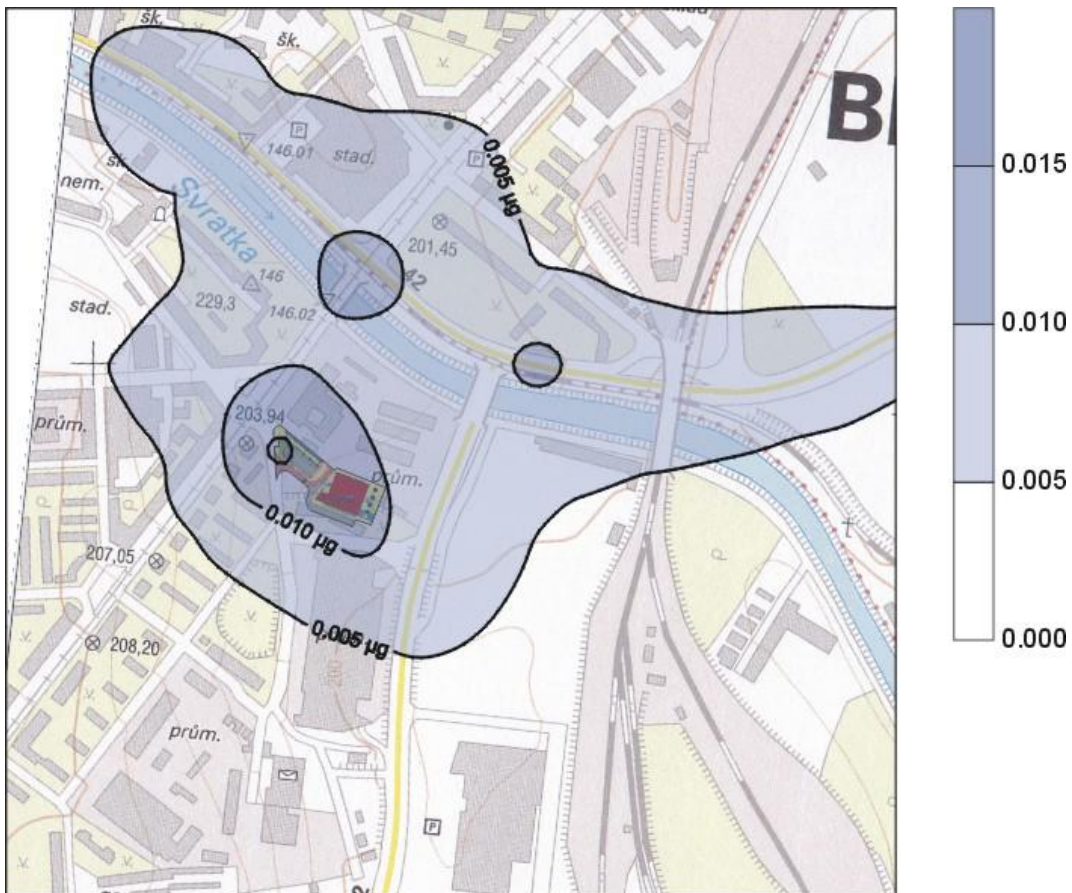 šk.
šk.
B
146.01
stad.
šk.
nem.
Svratka
0.005 µg
201,45
42
146
146.02
229,3
stad.
203,94
prům.
prům.
0.010 µg
207,05
208,20
0.005 µg
prům.
P
P
P
0.015
0.010
0.005
0.000